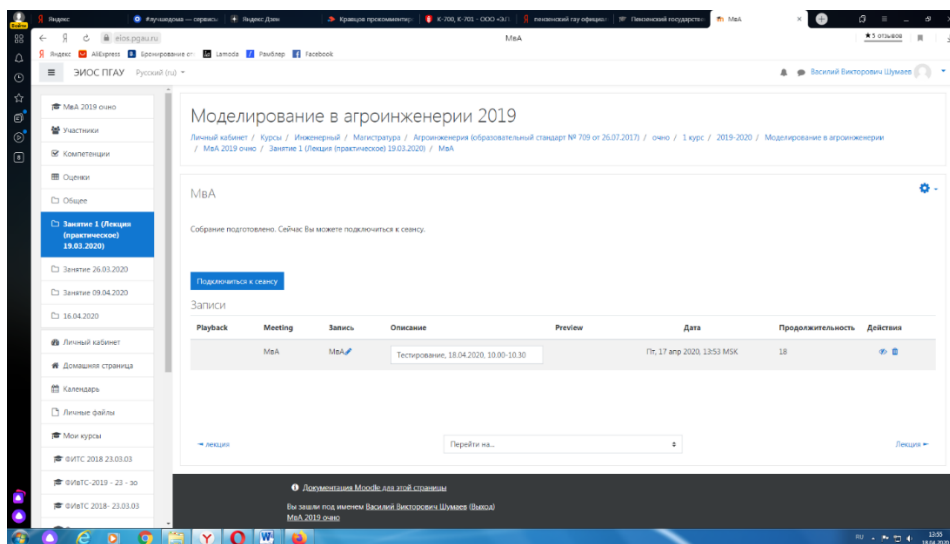 Яндекс
#лучшедома — сервисы
Яндекс.Дзен
К-700, К-701 - ООО «ЗИП
пензенский гау официал
Пензенский государстве
МвА
eios.pgau.ru
МвА
★ 5 отзывов
Яндекс
AliExpress
Бронирование от
Lamoda
Рамблер
Facebook
ЭИОС ПГАУ
Русский (ru)
Василий Викторович Шумаев
МвА 2019 очно
Участники
Компетенции
Оценки
Общее
Занятие 1 (Лекция
(практическое)
19.03.2020)
Занятие 26.03.2020
Занятие 09.04.2020
16.04.2020
Личный кабинет
Домашняя страница
Календарь
Личные файлы
Мои курсы
ФИТС 2018 23.03.03
ФИвТС-2019 - 23 - зо
ФИвТС 2018- 23.03.03
Моделирование в агроинженерии 2019
Личный кабинет / Курсы / Инженерный / Магистратура / Агроинженерия (образовательный стандарт № 709 от 26.07.2017) / очно / 1 курс / 2019-2020 / Моделирование в агроинженерии
/ МвА 2019 очно / Занятие 1 (Лекция (практическое) 19.03.2020) / МвА
МвА
Собрание подготовлено. Сейчас Вы можете подключиться к сеансу.
Подключиться к сеансу
Записи
Playback Meeting Запись Описание Preview Дата Продолжительность Действия
МвА МвА Тестирование, 18.04.2020, 10.00-10.30 Пт, 17 апр 2020, 13:53 MSK 18
лекция
Перейти на...
Лекция
Документация Moodle для этой страницы
Вы зашли под именем Василий Викторович Шумаев (Выход)
МвА 2019 очно
RU
13:55
18.04.2020